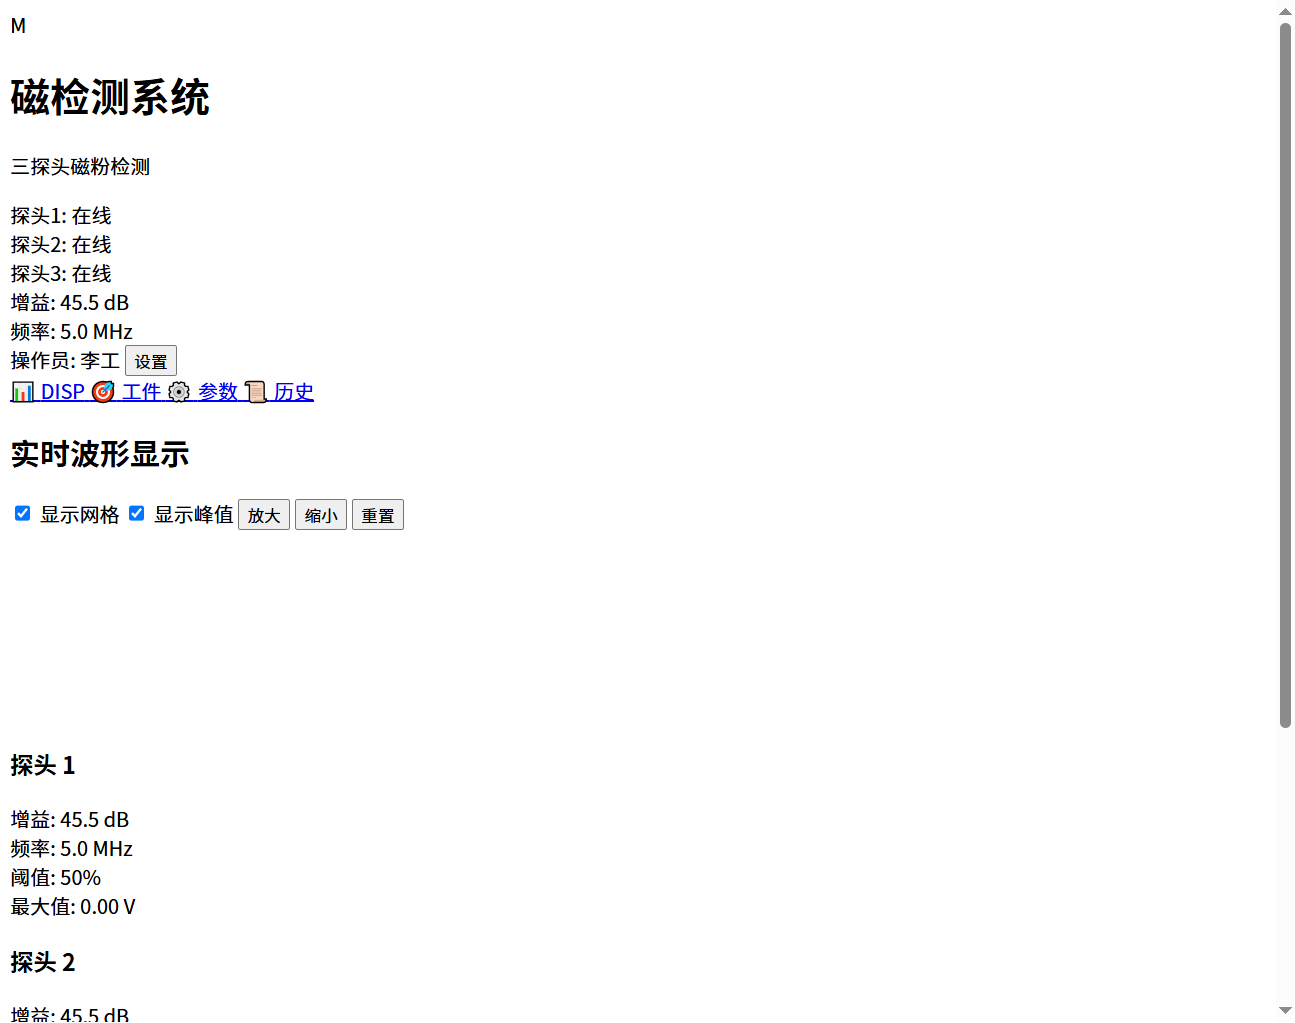 M
磁检测系统
三探头磁粉检测
探头1: 在线
探头2: 在线
探头3: 在线
增益: 45.5 dB
频率: 5.0 MHz
操作员: 李工 设置
📊 DISP 🎯 工件 ⚙️ 参数 📜 历史
实时波形显示
显示网格 显示峰值 放大 缩小 重置
探头 1
增益: 45.5 dB
频率: 5.0 MHz
阈值: 50%
最大值: 0.00 V
探头 2
增益: 45.5 dB